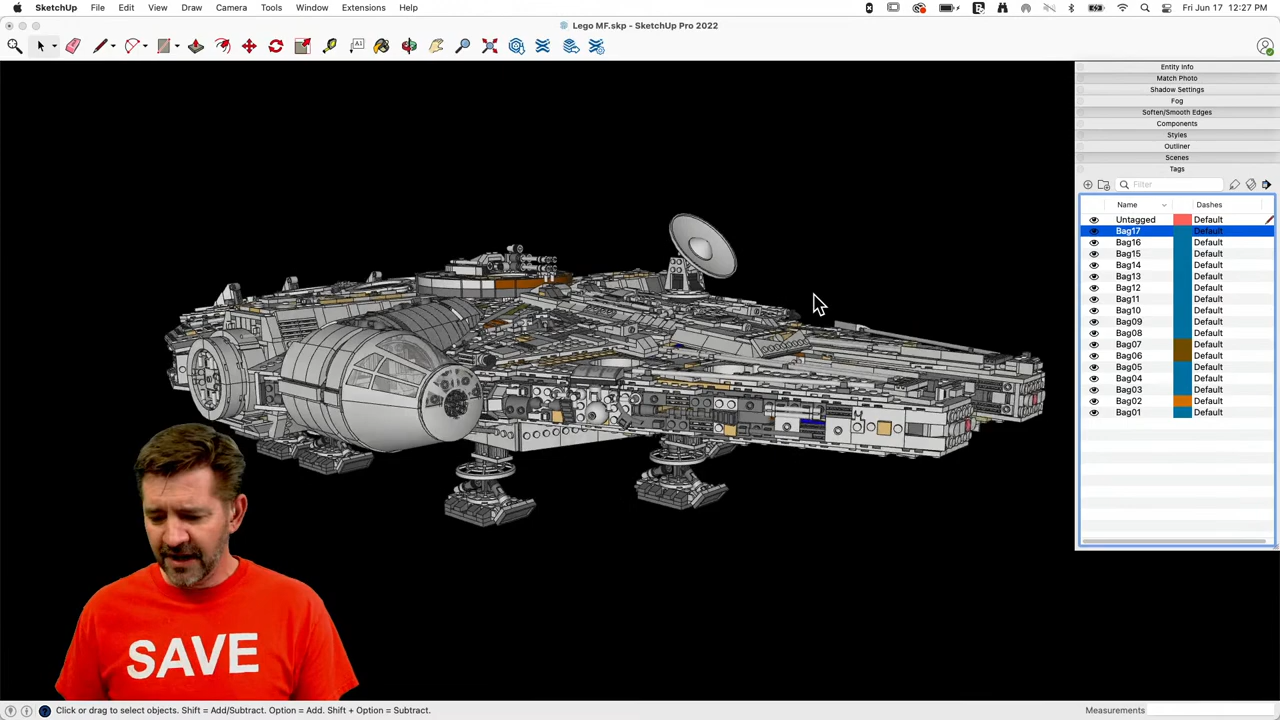 SketchUp File Edit View Draw Camera Tools Window Extensions Help Fri Jun 17 12:27 PM
Lego MF.skp - SketchUp Pro 2022
Entity Info
Match Photo
Shadow Settings
Fog
Soften/Smooth Edges
Components
Styles
Outliner
Scenes
Tags
Filter
Name Dashes
Untagged Default
Bag17 Default
Bag16 Default
Bag15 Default
Bag14 Default
Bag13 Default
Bag12 Default
Bag11 Default
Bag10 Default
Bag09 Default
Bag08 Default
Bag07 Default
Bag06 Default
Bag05 Default
Bag04 Default
Bag03 Default
Bag02 Default
Bag01 Default
SAVE
Click or drag to select objects. Shift = Add/Subtract. Option = Add. Shift + Option = Subtract. Measurements